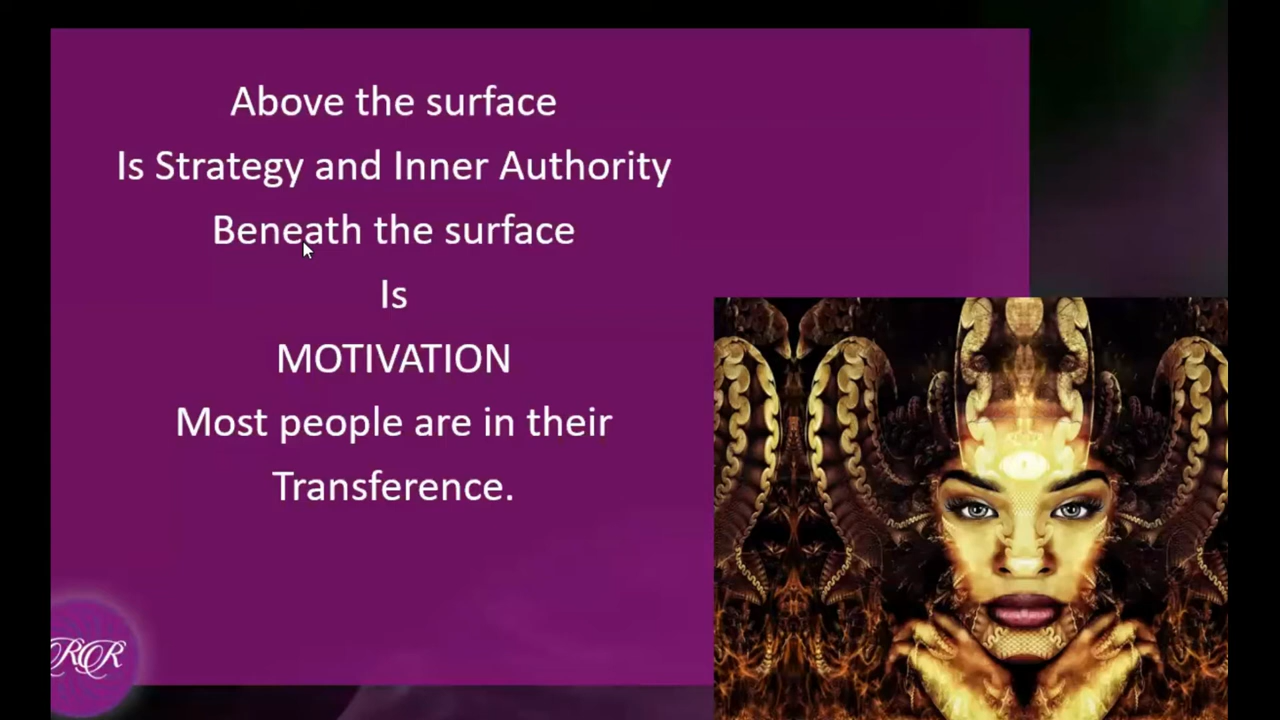 Above the surface
Is Strategy and Inner Authority
Beneath the surface
Is
MOTIVATION
Most people are in their
Transference.
RR